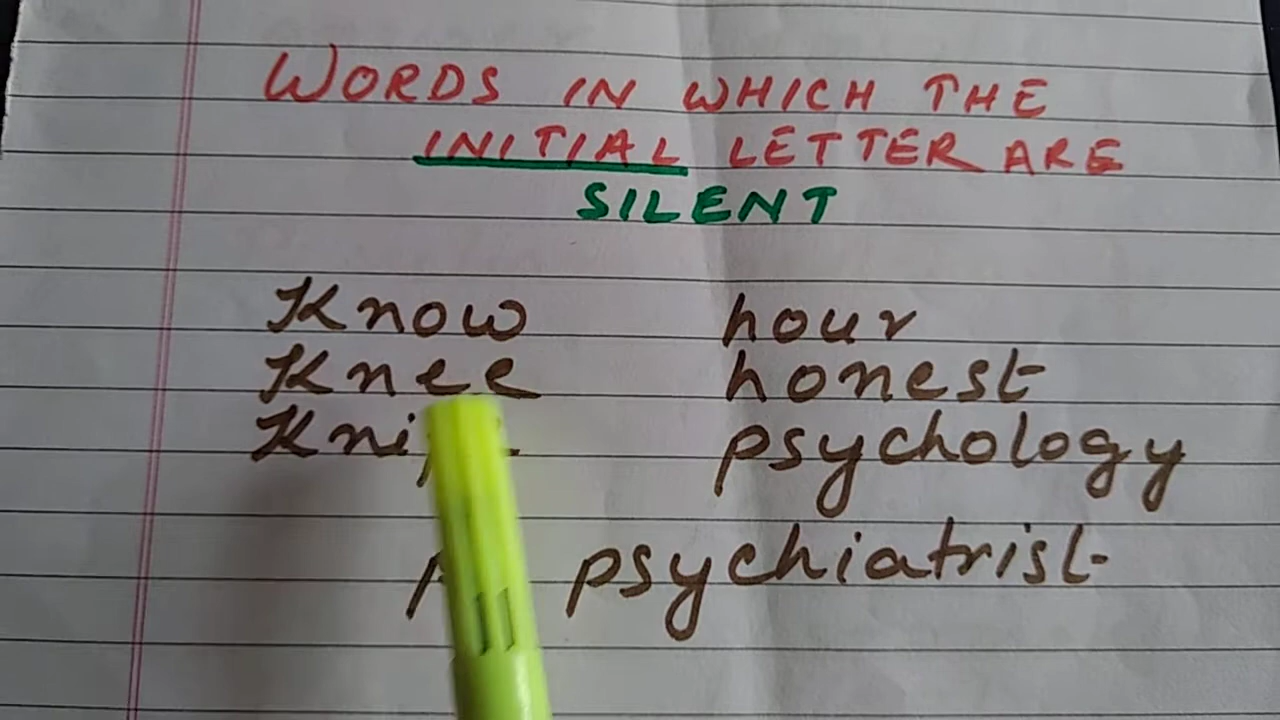 WORDS IN WHICH THE
INITIAL LETTER ARE
SILENT
Know hour
Knee honest
psychology
psychiatrist